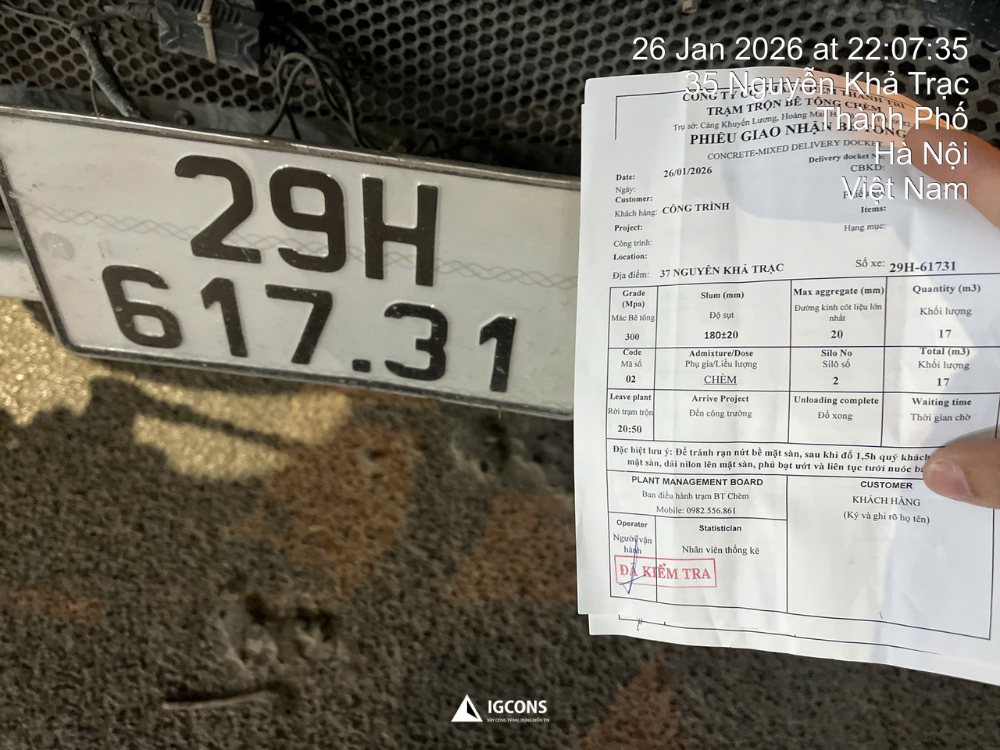 26 Jan 2026 at 22:07:35
35 Nguyễn Khả Trạc
Thành Phố
Hà Nội
Việt Nam
29H
617.31
CÔNG TY
TRẠM TRỘN BÊ TÔNG CHÈM
Trụ sở: Cảng Khuyến Lương, Hoàng Mai
PHIẾU GIAO NHẬN BÊ TÔNG
CONCRETE-MIXED DELIVERY DOCKET
Delivery docket
Date: 26/01/2026
CBKD:
Ngày:
Customer:
Khách hàng: CÔNG TRÌNH
Items:
Project:
Hạng mục:
Công trình:
Location:
Địa điểm: 37 NGUYỄN KHẢ TRẠC
Số xe: 29H-61731
Grade (Mpa) Slum (mm) Max aggregate (mm) Quantity (m3)
Mác Bê tông Độ sụt Đường kính cốt liệu lớn nhất Khối lượng
300 180±20 20 17
Code Admixture/Dose Silo No Total (m3)
Mã số Phụ gia/Liều lượng Silô số Khối lượng
02 CHÈM 2 17
Leave plant Arrive Project Unloading complete Waiting time
Rời trạm trộn Đến công trường Đổ xong Thời gian chờ
20:50
Đặc biệt lưu ý: Để tránh rạn nứt bề mặt sàn, sau khi đổ 1,5h quý khách
mặt sàn, dải nilon lên mặt sàn, phủ bạt ướt và liên tục tưới nước
PLANT MANAGEMENT BOARD
Ban điều hành trạm BT Chèm
Mobile: 0982.556.861
CUSTOMER
KHÁCH HÀNG
(Ký và ghi rõ họ tên)
Operator Statistician
Người vận hành Nhân viên thống kê
ĐÃ KIỂM TRA
IGCONS
XÂY CÔNG TRÌNH, DỰNG NIỀM TIN